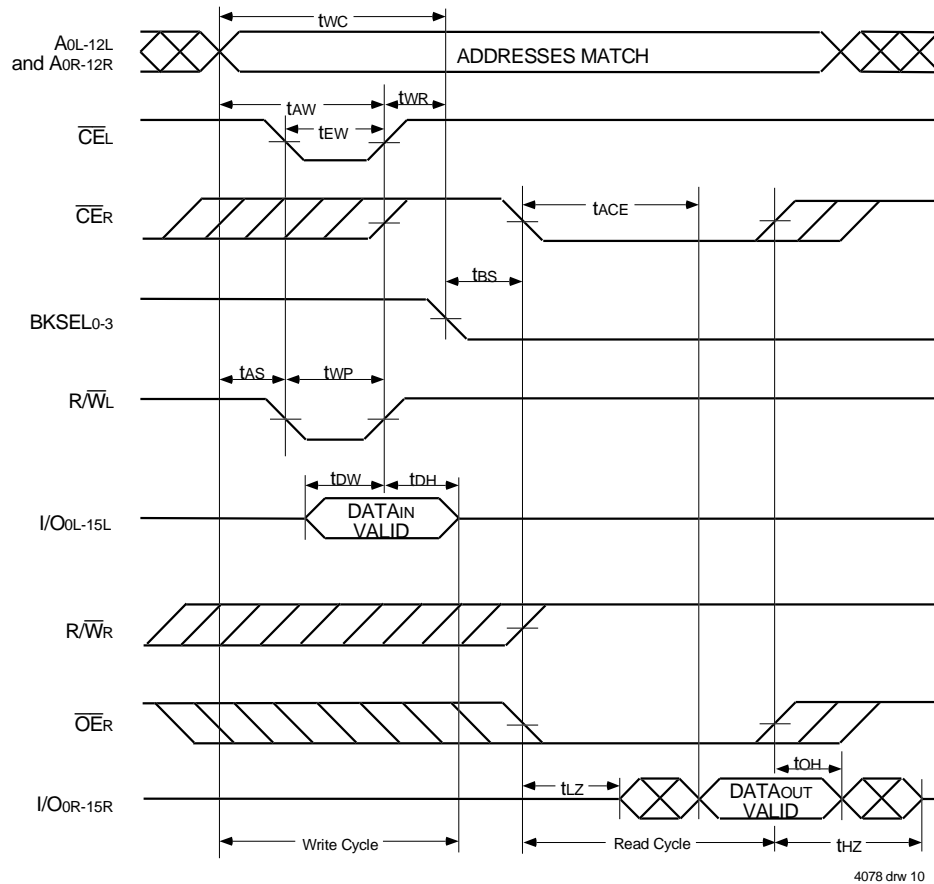 tWC
A0L-12L
and A0R-12R
ADDRESSES MATCH
tAW
tWR
tEW
CEL
CER
tACE
tBS
BKSEL0-3
tAS
tWP
R/WL
tDW
tDH
I/O0L-15L
DATAIN
VALID
R/WR
OER
tOH
tLZ
I/O0R-15R
DATAOUT
VALID
Write Cycle
Read Cycle
tHZ
4078 drw 10